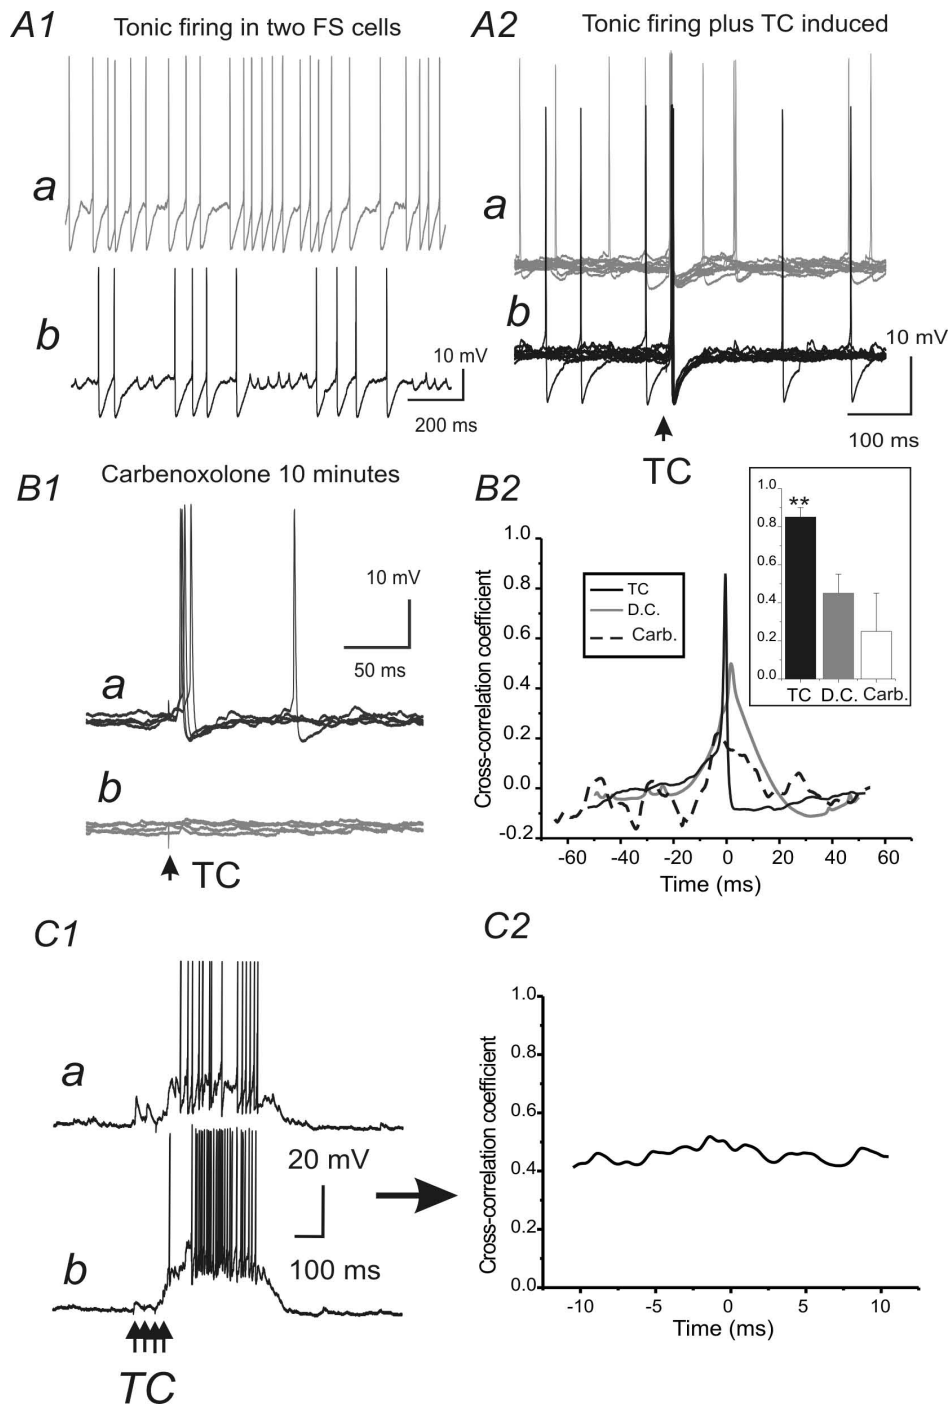 A1
Tonic firing in two FS cells
a
b
10 mV
200 ms
A2
Tonic firing plus TC induced
a
b
10 mV
100 ms
TC
B1
Carbenoxolone 10 minutes
10 mV
50 ms
a
b
TC
B2
Cross-correlation coefficient
1.0
0.8
0.6
0.4
0.2
0.0
-0.2
-60
-40
-20
0
20
40
60
Time (ms)
TC
D.C.
Carb.
1.0
0.8
0.6
0.4
0.2
0.0
**
TC
D.C.
Carb.
C1
a
20 mV
100 ms
b
TC
C2
Cross-correlation coefficient
1.0
0.8
0.6
0.4
0.2
0.0
-10
-5
0
5
10
Time (ms)